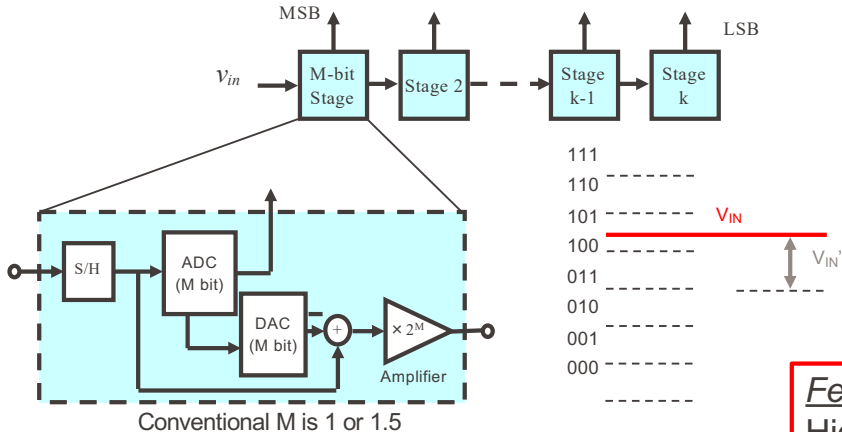 MSB
LSB
v_in
M-bit
Stage
Stage 2
Stage
k-1
Stage
k
111
110
101
100
011
010
001
000
V_IN
V_IN'
S/H
ADC
(M bit)
DAC
(M bit)
+
× 2^M
Amplifier
Conventional M is 1 or 1.5